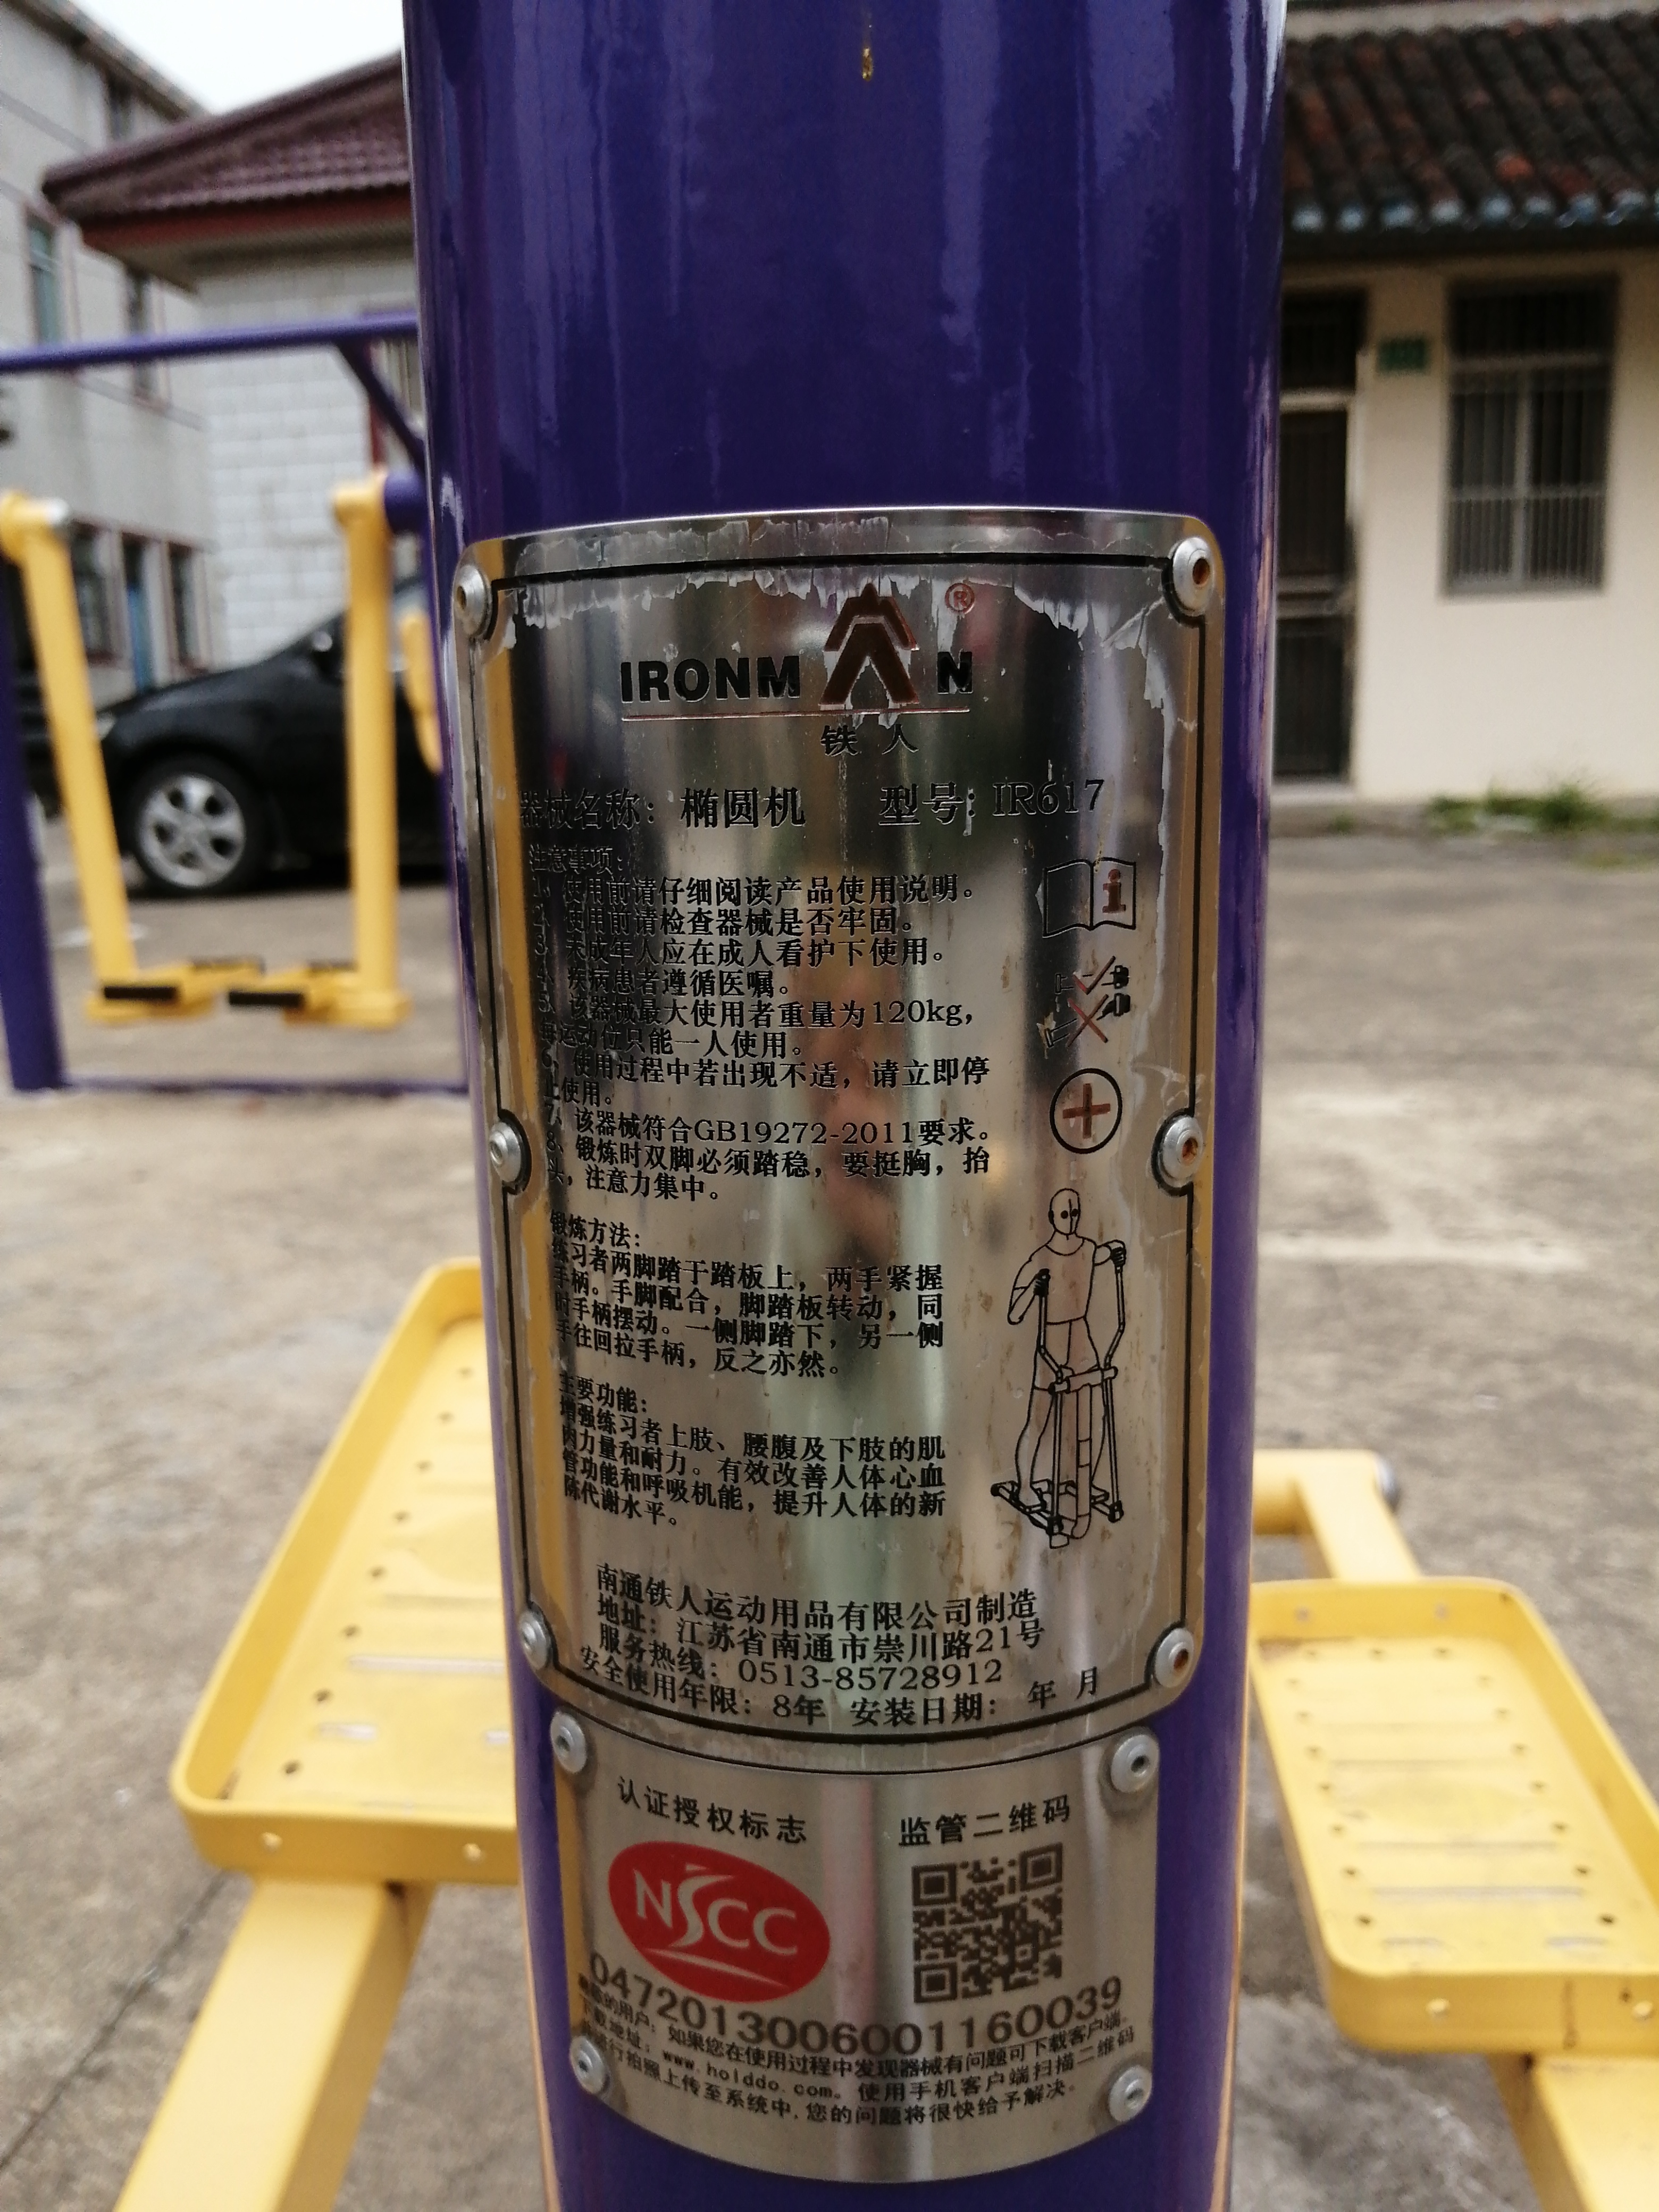 IRONMAN ®
铁 人
器械名称：椭圆机 型号：IR617
注意事项：
1、使用前请仔细阅读产品使用说明。
2、使用前请检查器械是否牢固。
3、未成年人应在成人看护下使用。
4、疾病患者遵循医嘱。
5、该器械最大使用者重量为120kg，
每运动位只能一人使用。
6、使用过程中若出现不适，请立即停
止使用。
7、该器械符合GB19272-2011要求。
8、锻炼时双脚必须踏稳，要挺胸，抬
头，注意力集中。
锻炼方法：
练习者两脚踏于踏板上，两手紧握
手柄。手脚配合，脚踏板转动，同
时手柄摆动。一侧脚踏下，另一侧
手往回拉手柄，反之亦然。
主要功能：
增强练习者上肢、腰腹及下肢的肌
肉力量和耐力。有效改善人体心血
管功能和呼吸机能，提升人体的新
陈代谢水平。
南通铁人运动用品有限公司制造
地址：江苏省南通市崇川路21号
服务热线：0513-85728912
安全使用年限：8年 安装日期： 年 月
认证授权标志 监管二维码
NSCC
0472013006001160039
尊敬的用户：如果您在使用过程中发现器械有问题可下载客户端。
下载地址：www.holddo.com。使用手机客户端扫描二维码
进行拍照上传至系统中，您的问题将很快给予解决。